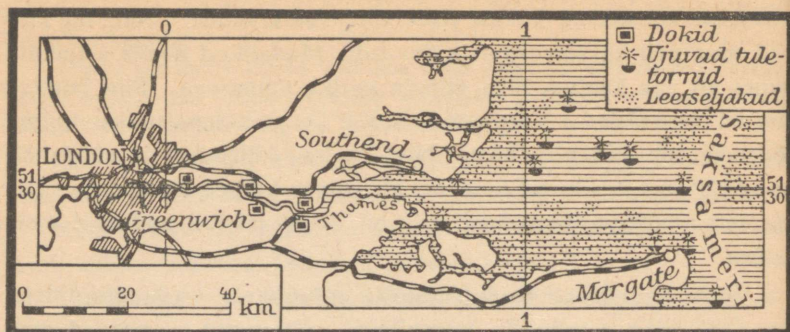 0
1
Dokid
Ujuvad tule-
tornid
Leetseljakud
LONDON
Southend
51
30
51
30
Greenwich
Thames
Saksa meri
Margate
0 20 40 km
1